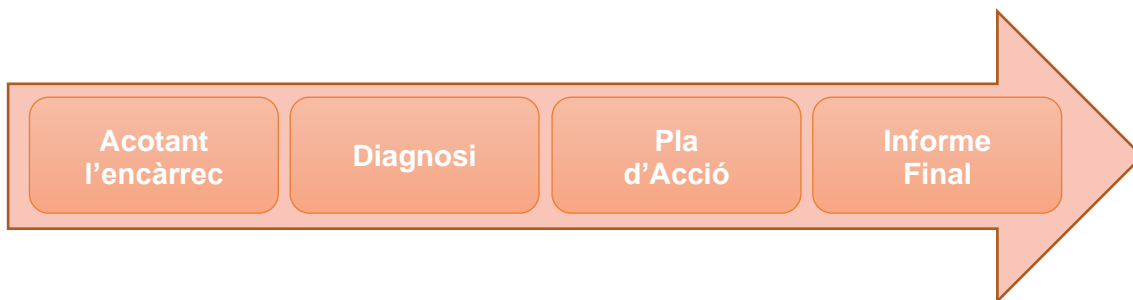 Acotant
l’encàrrec
Diagnosi
Pla
d’Acció
Informe
Final